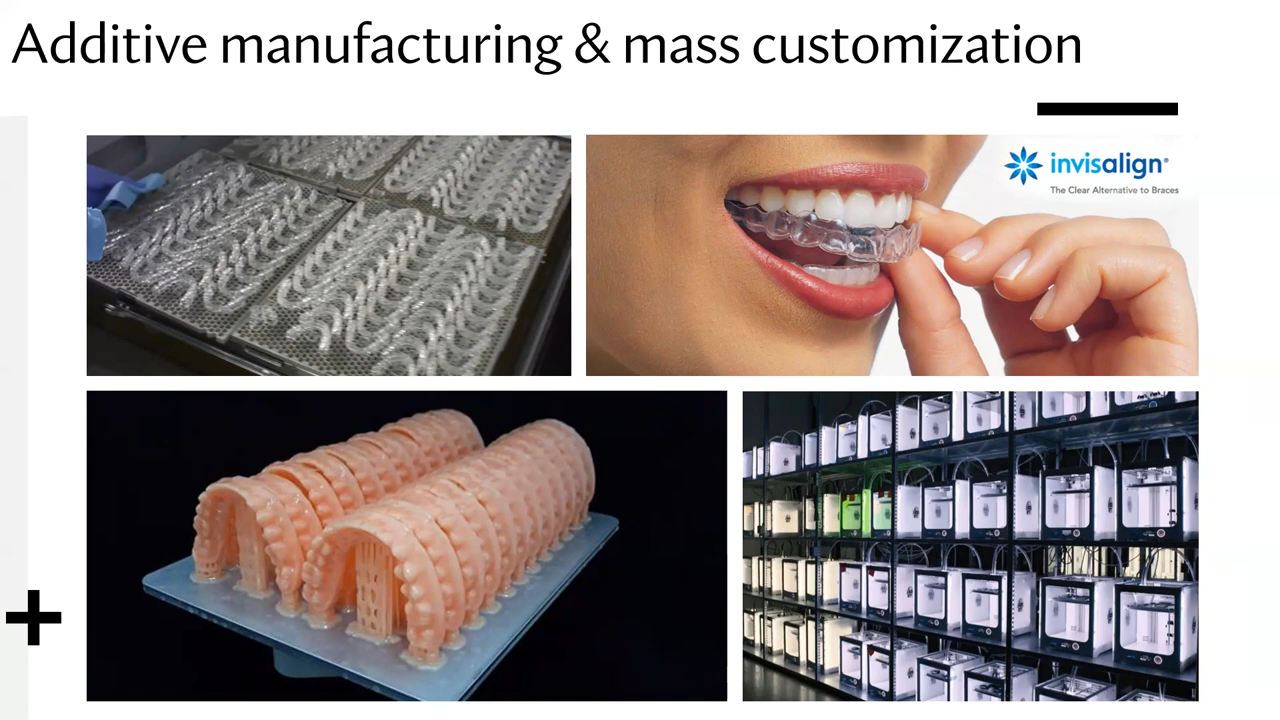 Additive manufacturing & mass customization
invisalign®
The Clear Alternative to Braces